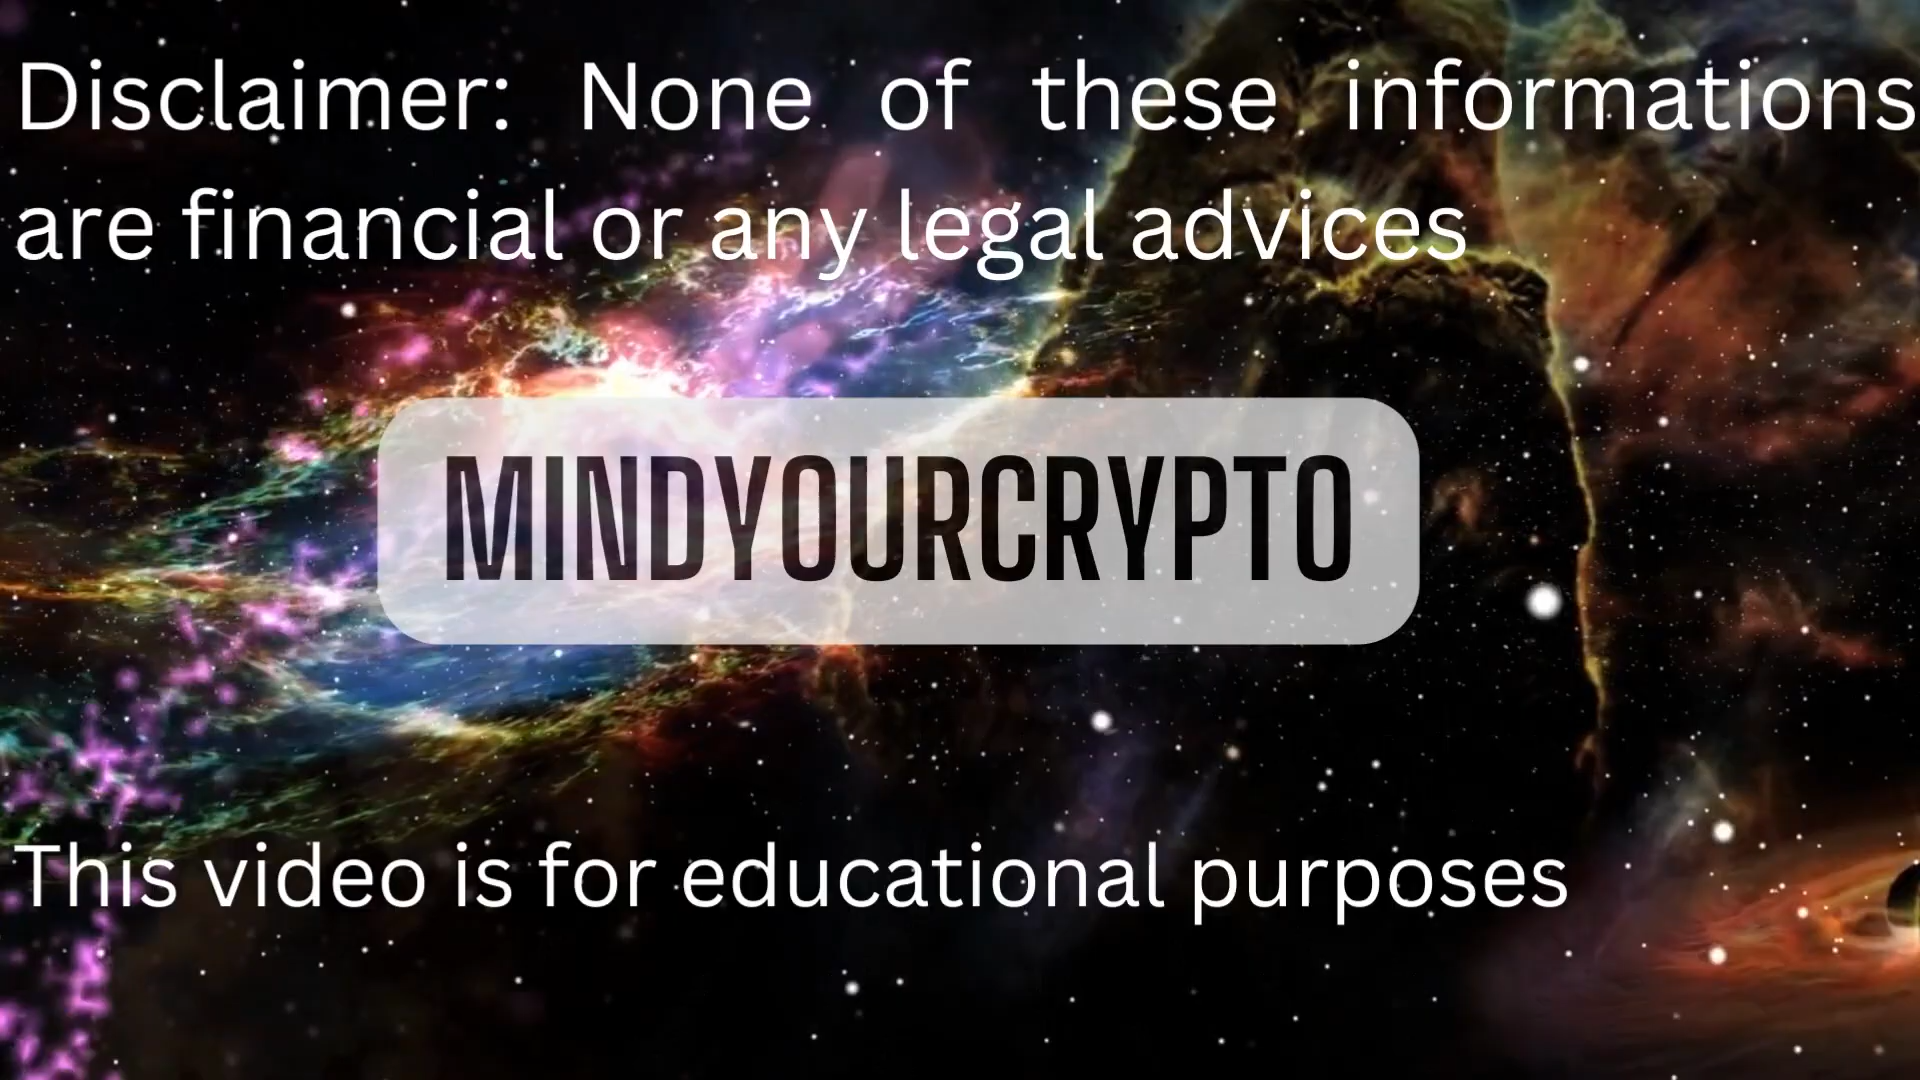 Disclaimer: None of these informations
are financial or any legal advices
MINDYOURCRYPTO
This video is for educational purposes